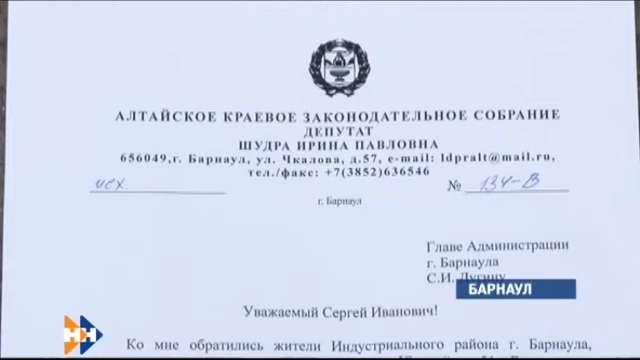 АЛТАЙСКОЕ КРАЕВОЕ ЗАКОНОДАТЕЛЬНОЕ СОБРАНИЕ
ДЕПУТАТ
ШУДРА ИРИНА ПАВЛОВНА
656049,г. Барнаул, ул. Чкалова, д.57, e-mail: ldpralt@mail.ru,
тел./факс: +7(3852)636546
исх. № 134-В
г. Барнаул
Главе Администрации
г. Барнаула
С.И. Дугину
БАРНАУЛ
Уважаемый Сергей Иванович!
Ко мне обратились жители Индустриального района г. Барнаула,
НН